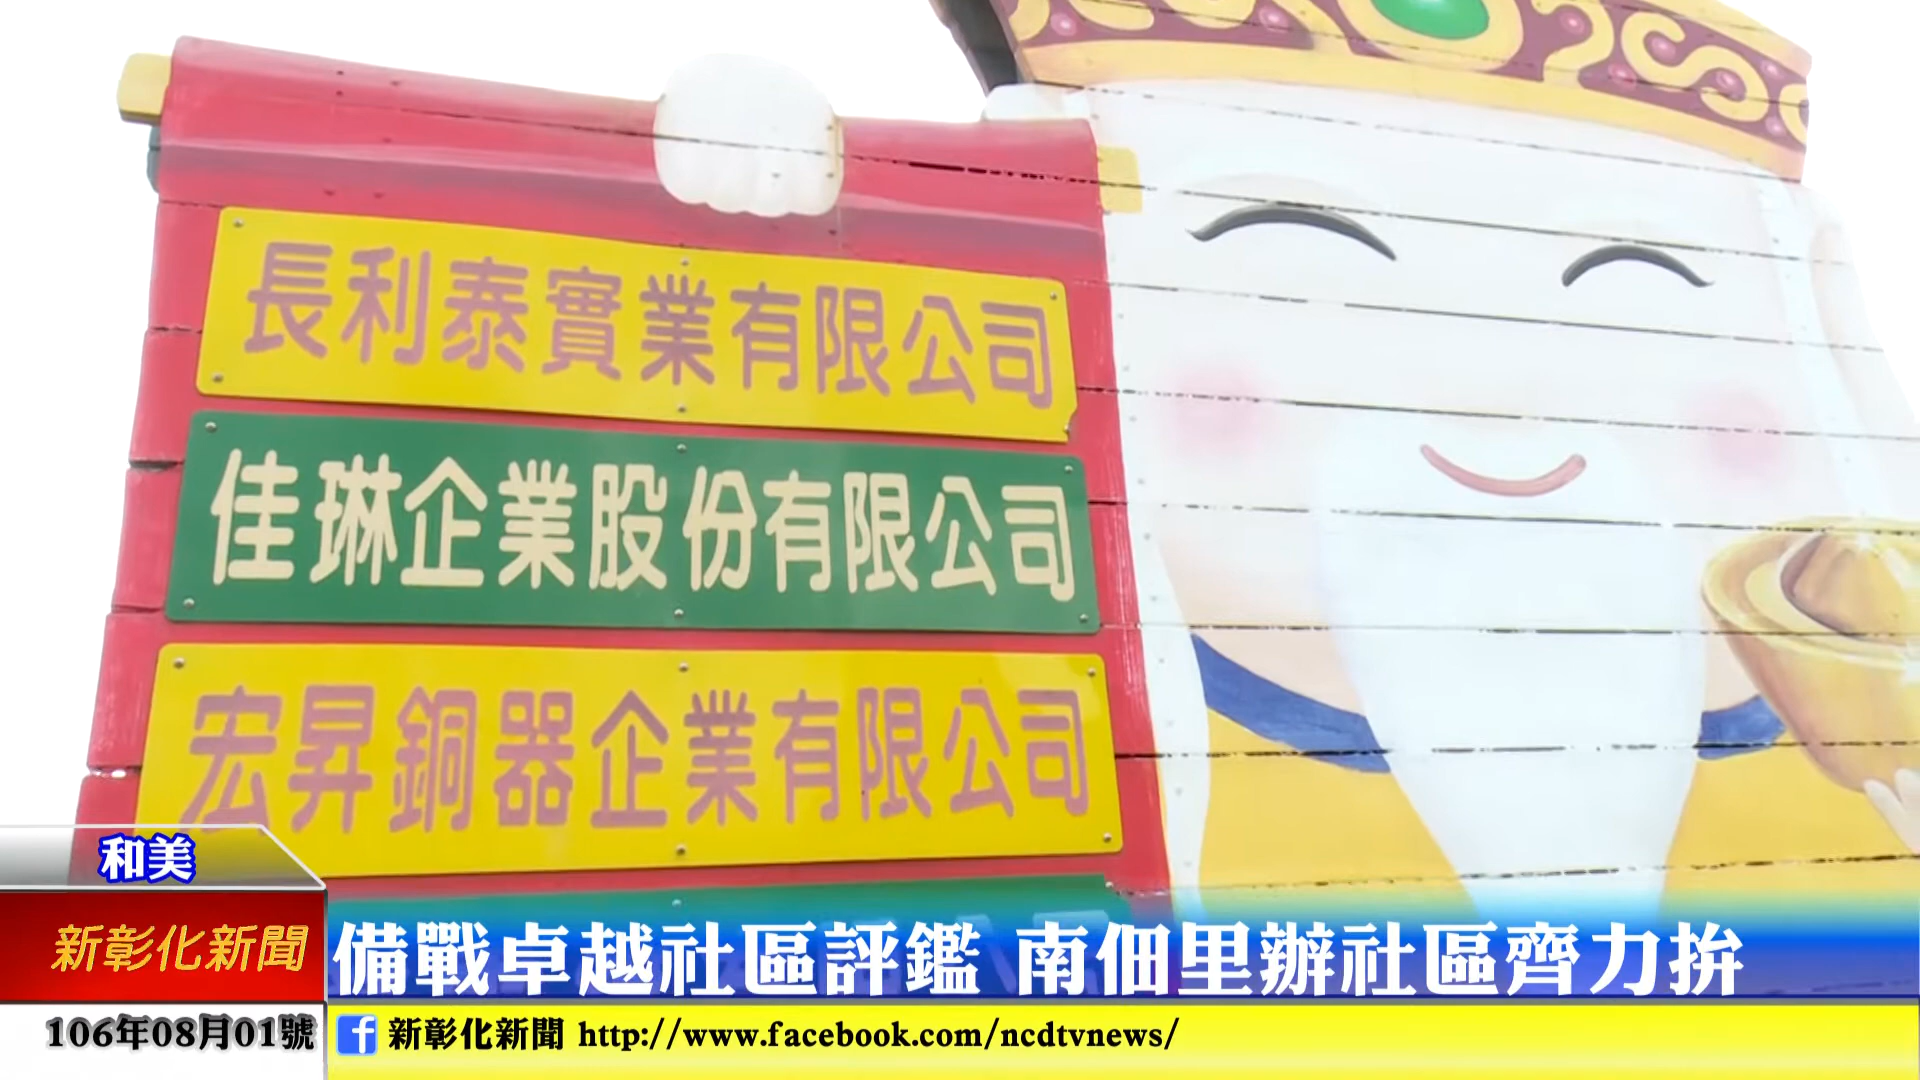 長利泰實業有限公司
佳琳企業股份有限公司
宏昇銅器企業有限公司
和美
新彰化新聞
備戰卓越社區評鑑 南佃里辦社區齊力拚
106年08月01號
新彰化新聞 http://www.facebook.com/ncdtvnews/